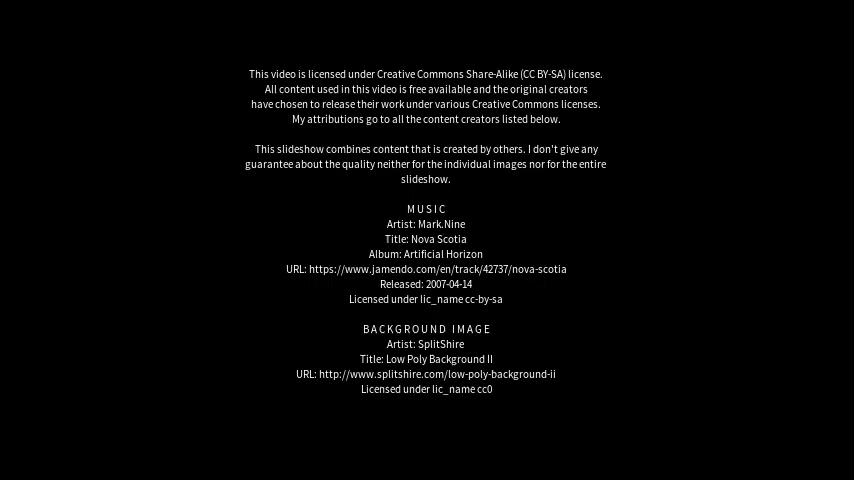 This video is licensed under Creative Commons Share-Alike (CC BY-SA) license.
All content used in this video is free available and the original creators
have chosen to release their work under various Creative Commons licenses.
My attributions go to all the content creators listed below.
This slideshow combines content that is created by others. I don't give any
guarantee about the quality neither for the individual images nor for the entire
slideshow.
MUSIC
Artist: Mark.Nine
Title: Nova Scotia
Album: Artificial Horizon
URL: https://www.jamendo.com/en/track/42737/nova-scotia
Released: 2007-04-14
Licensed under lic_name cc-by-sa
BACKGROUND IMAGE
Artist: SplitShire
Title: Low Poly Background II
URL: http://www.splitshire.com/low-poly-background-ii
Licensed under lic_name cc0